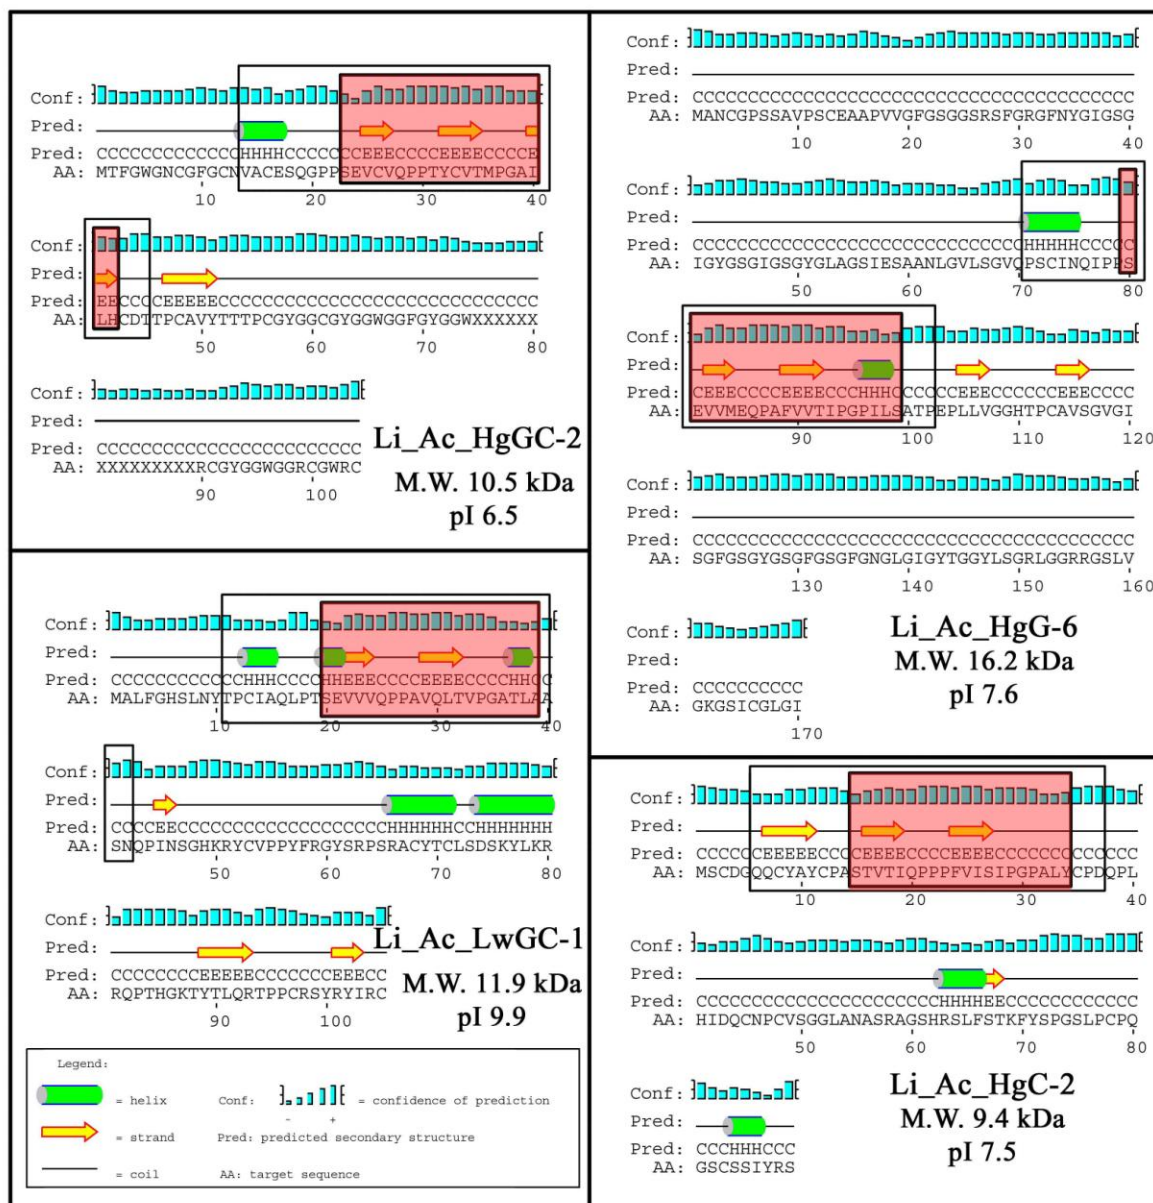 Conf:
Pred:
Pred: CCCCCCCCCCCCCHHHHCCCCCCCEEECCCCEEEECCCCE
AA: MTFGWGNCGFGCNVACESQGPPSEVCVQPPTYCVTMPGAI
10 20 30 40
Conf:
Pred:
Pred: EECCCCEEEEECCCCCCCCCCCCCCCCCCCCCCCCCCCCC
AA: LHCDTTPCAVYTTTPCGYGGCGYGGWGGFGYGGWXXXXXX
50 60 70 80
Conf:
Pred:
Pred: CCCCCCCCCCCCCCCCCCCCCCCC
AA: XXXXXXXXXRCGYGGWGGRCGWRC
90 100
Li_Ac_HgGC-2
M.W. 10.5 kDa
pI 6.5
Conf:
Pred:
Pred: CCCCCCCCCCCCCCCCCCCCCCCCCCCCCCCCCCCCCCCC
AA: MANCGPSSAVPSCEAAPVVGFGSGGSRSFGRGFNYGIGSG
10 20 30 40
Conf:
Pred:
Pred: CCCCCCCCCCCCCCCCCCCCCCCCCCCCCCHHHHHCCCCC
AA: IGYGSGIGSGYGLAGSIESAANLGVLSGVQPSCINQIPPS
50 60 70 80
Conf:
Pred:
Pred: CEEECCCCEEEECCCHHHCCCCCCEEECCCCCCEEECCCC
AA: EVVMEQPAFVVTIPGPILSATPEPLLVGGHTPCAVSGVGI
90 100 110 120
Conf:
Pred:
Pred: CCCCCCCCCCCCCCCCCCCCCCCCCCCCCCCCCCCCCCCC
AA: SGFGSGYGSGFGSGFGNGLGIGYTGGYLSGRLGGRRGSLV
130 140 150 160
Conf:
Pred:
Pred: CCCCCCCCCC
AA: GKGSICGLGI
170
Li_Ac_HgG-6
M.W. 16.2 kDa
pI 7.6
Conf:
Pred:
Pred: CCCCCCCCCCCCHHHCCCCHHEEECCCCEEEECCCCHHCC
AA: MALFGHSLNYTPCIAQLPTSEVVVQPPAVQLTVPGATLAA
10 20 30 40
Conf:
Pred:
Pred: CCCCEECCCCCCCCCCCCCCCCCCCHHHHHHCCHHHHHHH
AA: SNQPINSGHKRYCVPPYFRGYSRPSRACYTCLSDSKYLKR
50 60 70 80
Conf:
Pred:
Pred: CCCCCCCCEEEEECCCCCCCEEECC
AA: RQPTHGKTYTLQRTPPCRSYRYIRC
90 100
Li_Ac_LwGC-1
M.W. 11.9 kDa
pI 9.9
Legend:
= helix Conf: - + = confidence of prediction
= strand Pred: predicted secondary structure
= coil AA: target sequence
Conf:
Pred:
Pred: CCCCCCEEEEECCCCEEEECCCCEEEECCCCCCCCCCCCC
AA: MSCDGQQCYAYCPASTVTIQPPPFVISIPGPALYCPDQPL
10 20 30 40
Conf:
Pred:
Pred: CCCCCCCCCCCCCCCCCCCCCCHHHHEECCCCCCCCCCCC
AA: HIDQCNPCVSGGLANASRAGSHRSLFSTKFYSPGSLPCPQ
50 60 70 80
Conf:
Pred:
Pred: CCCHHHCCC
AA: GSCSSIYRS
Li_Ac_HgC-2
M.W. 9.4 kDa
pI 7.5